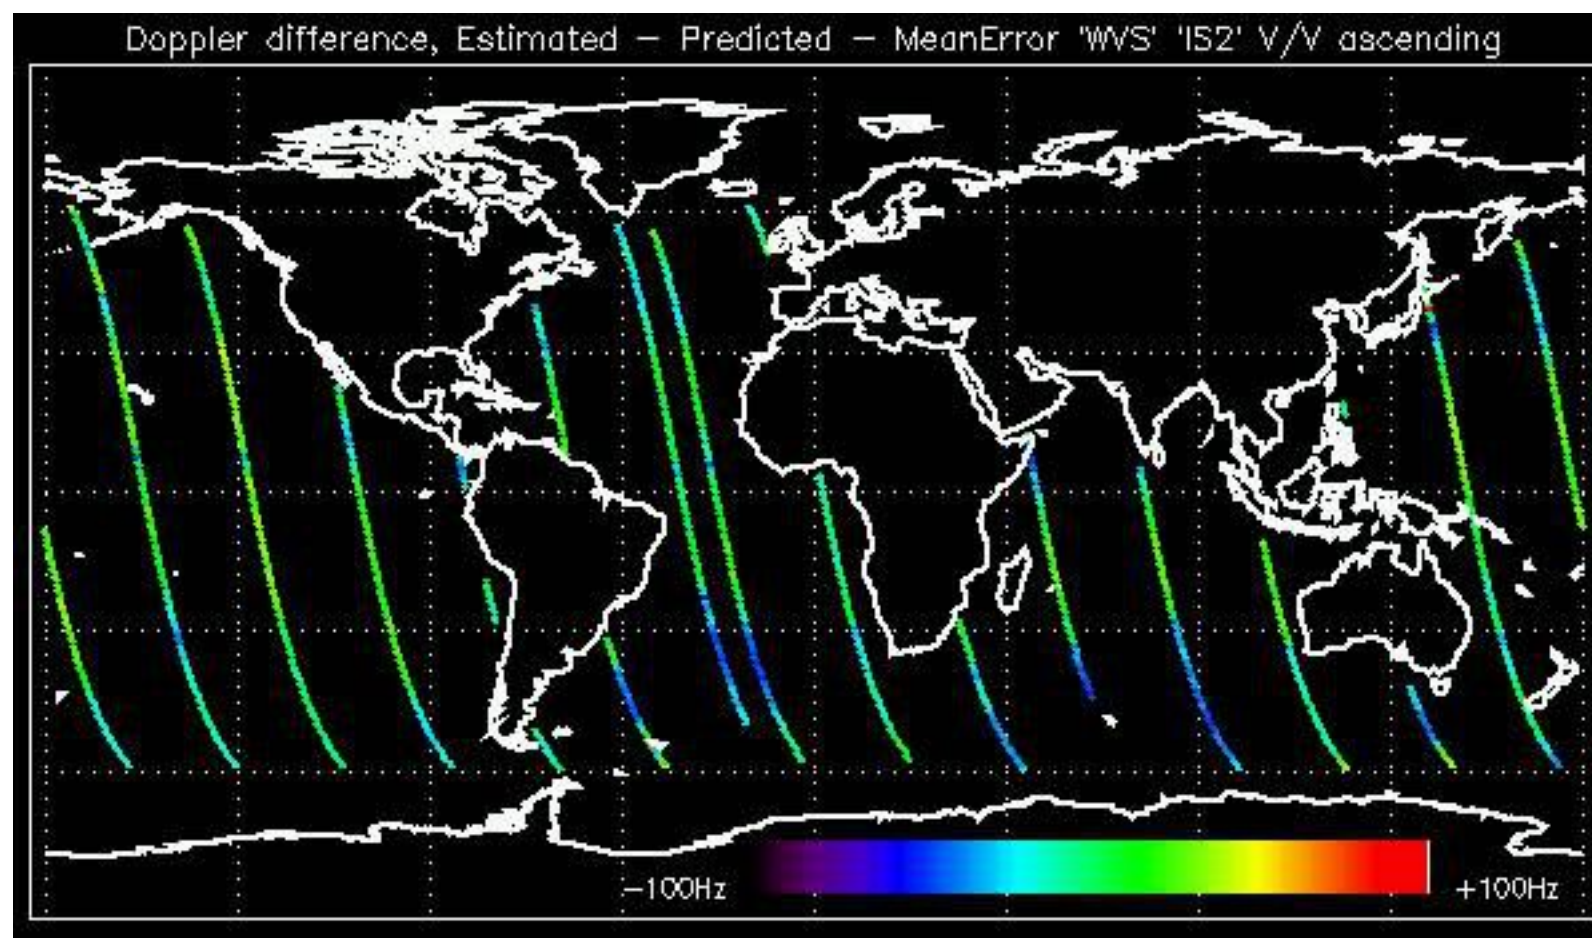 Doppler difference, Estimated – Predicted – MeanError 'WVS' 'IS2' V/V ascending
–100Hz
+100Hz